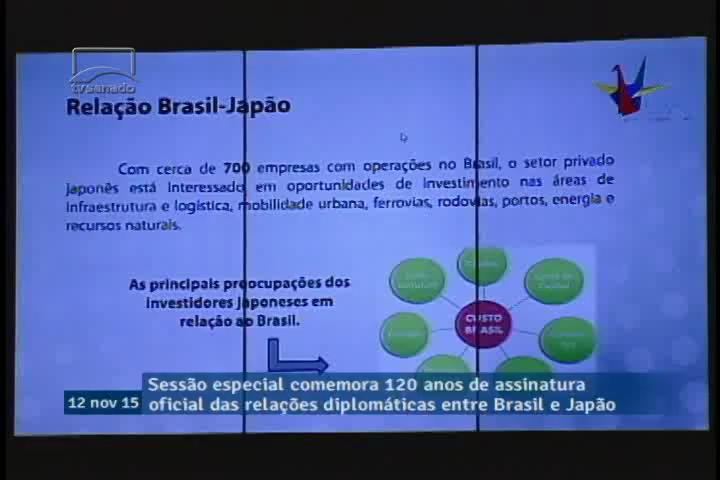 tvsenado
Relação Brasil-Japão
Com cerca de 700 empresas com operações no Brasil, o setor privado
japonês está interessado em oportunidades de investimento nas áreas de
infraestrutura e logística, mobilidade urbana, ferrovias, rodovias, portos, energia e
recursos naturais.
As principais preocupações dos
investidores japoneses em
relação ao Brasil.
CUSTO
BRASIL
12 nov 15
Sessão especial comemora 120 anos de assinatura
oficial das relações diplomáticas entre Brasil e Japão